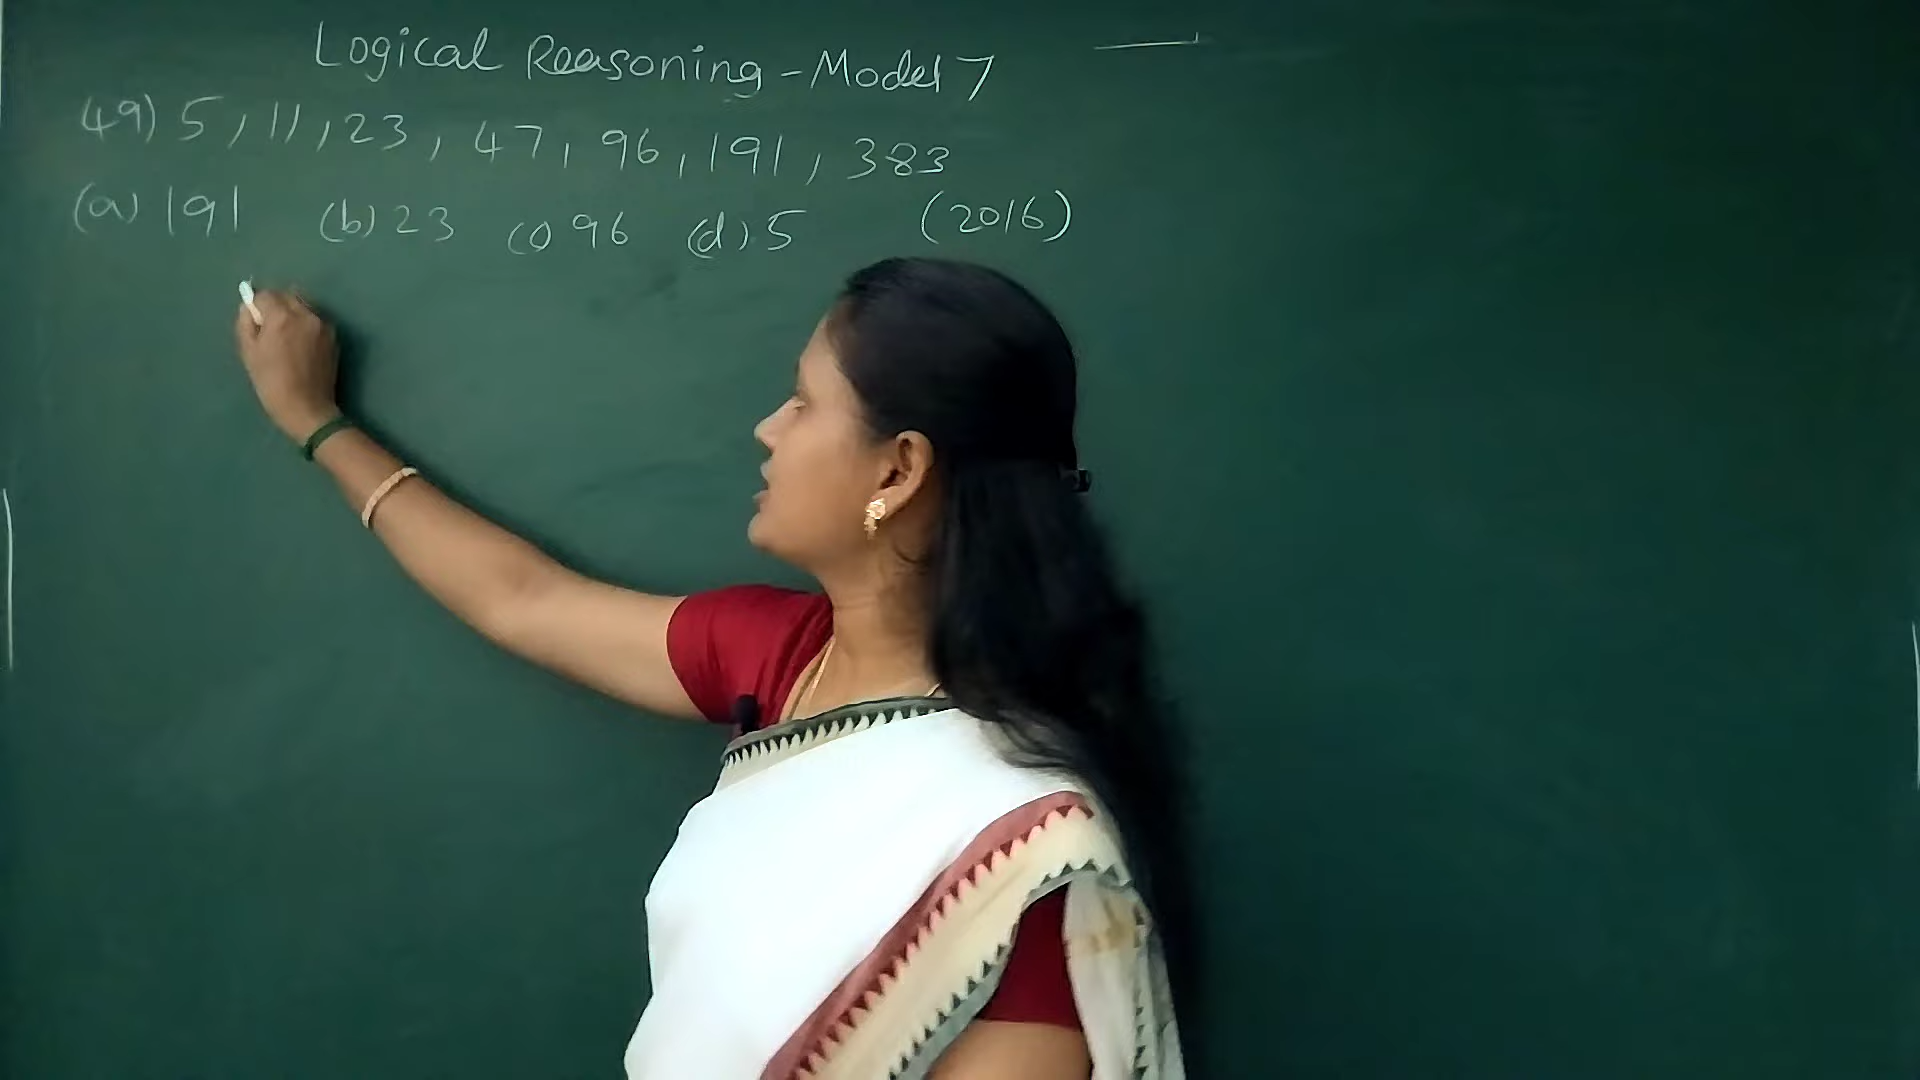 Logical Reasoning - Model 7
49) 5, 11, 23, 47, 96, 191, 383
(a) 191 (b) 23 (c) 96 (d) 5 (2016)